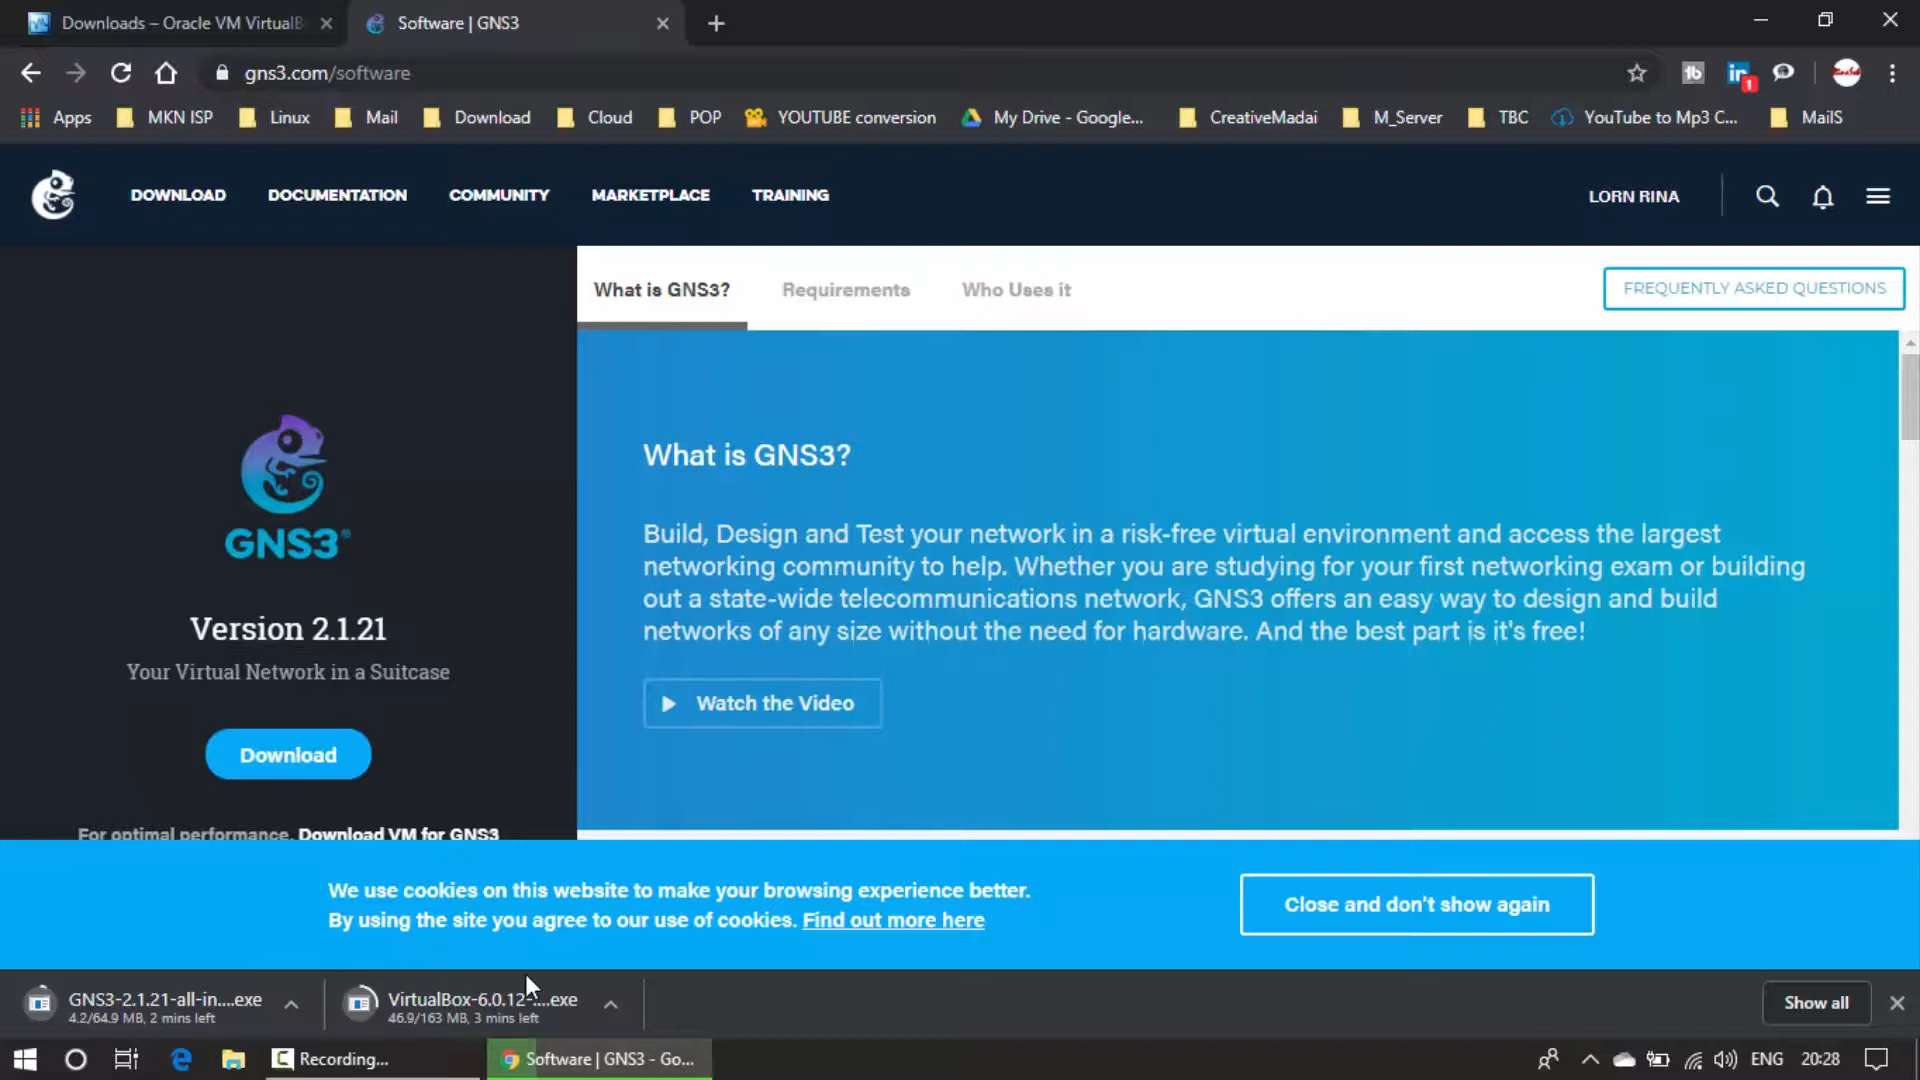 Downloads – Oracle VM VirtualB
Software | GNS3
gns3.com/software
1
Apps
MKN ISP
Linux
Mail
Download
Cloud
POP
YOUTUBE conversion
My Drive - Google...
CreativeMadai
M_Server
TBC
YouTube to Mp3 C...
MailS
DOWNLOAD
DOCUMENTATION
COMMUNITY
MARKETPLACE
TRAINING
LORN RINA
What is GNS3?
Requirements
Who Uses it
FREQUENTLY ASKED QUESTIONS
GNS3®
Version 2.1.21
Your Virtual Network in a Suitcase
Download
For optimal performance, Download VM for GNS3
What is GNS3?
Build, Design and Test your network in a risk-free virtual environment and access the largest
networking community to help. Whether you are studying for your first networking exam or building
out a state-wide telecommunications network, GNS3 offers an easy way to design and build
networks of any size without the need for hardware. And the best part is it's free!
Watch the Video
We use cookies on this website to make your browsing experience better.
By using the site you agree to our use of cookies. Find out more here
Close and don't show again
GNS3-2.1.21-all-in....exe
4.2/64.9 MB, 2 mins left
VirtualBox-6.0.12-....exe
46.9/163 MB, 3 mins left
Show all
Recording...
Software | GNS3 - Go...
ENG
20:28